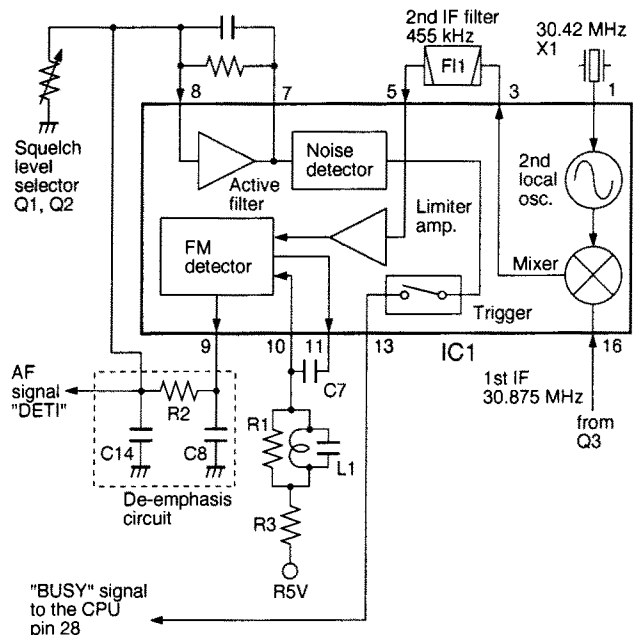 2nd IF filter
455 kHz
30.42 MHz
X1
FI1
8
7
5
3
1
Squelch
level
selector
Q1, Q2
Active
filter
Noise
detector
2nd
local
osc.
FM
detector
Limiter
amp.
Mixer
Trigger
9
10
11
13
IC1
16
AF
signal
"DETI"
R2
C14
C8
De-emphasis
circuit
C7
R1
L1
R3
R5V
1st IF
30.875 MHz
from
Q3
"BUSY" signal
to the CPU
pin 28